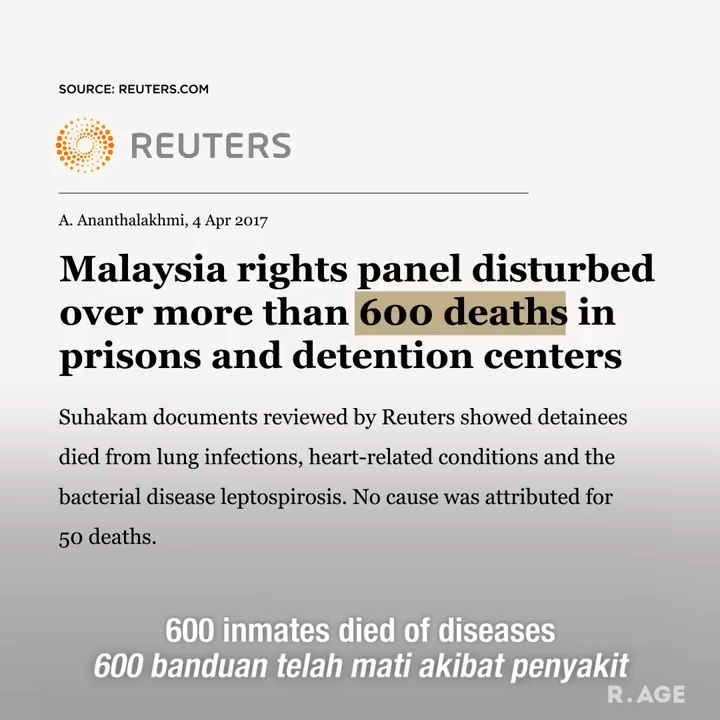 SOURCE: REUTERS.COM
REUTERS
A. Ananthalakhmi, 4 Apr 2017
Malaysia rights panel disturbed
over more than 600 deaths in
prisons and detention centers
Suhakam documents reviewed by Reuters showed detainees
died from lung infections, heart-related conditions and the
bacterial disease leptospirosis. No cause was attributed for
50 deaths.
600 inmates died of diseases
600 banduan telah mati akibat penyakit
R.AGE